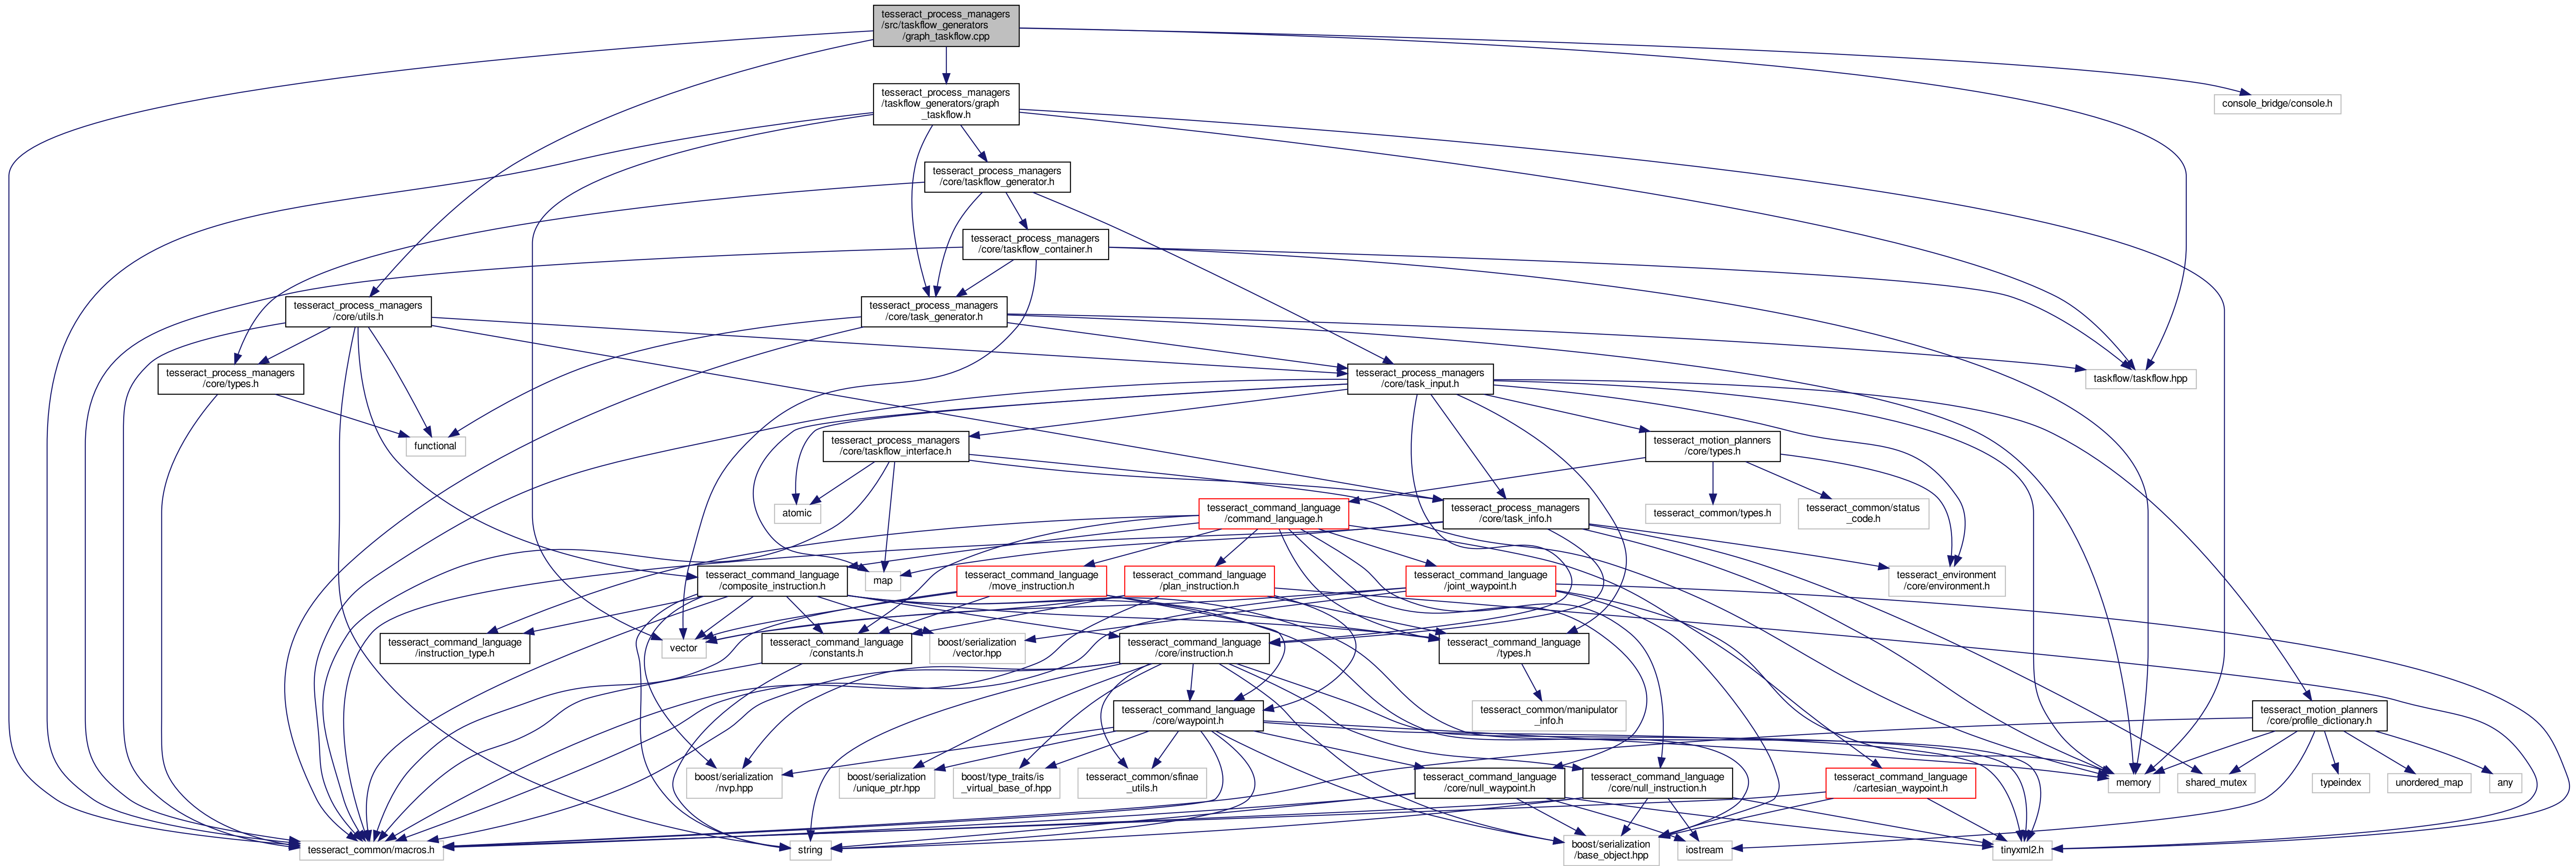 tesseract_process_managers
/src/taskflow_generators
/graph_taskflow.cpp
tesseract_process_managers
/taskflow_generators/graph
_taskflow.h
console_bridge/console.h
tesseract_process_managers
/core/taskflow_generator.h
tesseract_process_managers
/core/taskflow_container.h
tesseract_process_managers
/core/utils.h
tesseract_process_managers
/core/task_generator.h
tesseract_process_managers
/core/types.h
tesseract_process_managers
/core/task_input.h
taskflow/taskflow.hpp
functional
tesseract_process_managers
/core/taskflow_interface.h
tesseract_motion_planners
/core/types.h
atomic
tesseract_command_language
/command_language.h
tesseract_process_managers
/core/task_info.h
tesseract_common/types.h
tesseract_common/status
_code.h
tesseract_command_language
/composite_instruction.h
map
tesseract_command_language
/move_instruction.h
tesseract_command_language
/plan_instruction.h
tesseract_command_language
/joint_waypoint.h
tesseract_environment
/core/environment.h
tesseract_command_language
/instruction_type.h
vector
tesseract_command_language
/constants.h
boost/serialization
/vector.hpp
tesseract_command_language
/core/instruction.h
tesseract_command_language
/types.h
tesseract_command_language
/core/waypoint.h
tesseract_common/manipulator
_info.h
tesseract_motion_planners
/core/profile_dictionary.h
boost/serialization
/nvp.hpp
boost/serialization
/unique_ptr.hpp
boost/type_traits/is
_virtual_base_of.hpp
tesseract_common/sfinae
_utils.h
tesseract_command_language
/core/null_waypoint.h
tesseract_command_language
/core/null_instruction.h
tesseract_command_language
/cartesian_waypoint.h
memory
shared_mutex
typeindex
unordered_map
any
tesseract_common/macros.h
string
boost/serialization
/base_object.hpp
iostream
tinyxml2.h